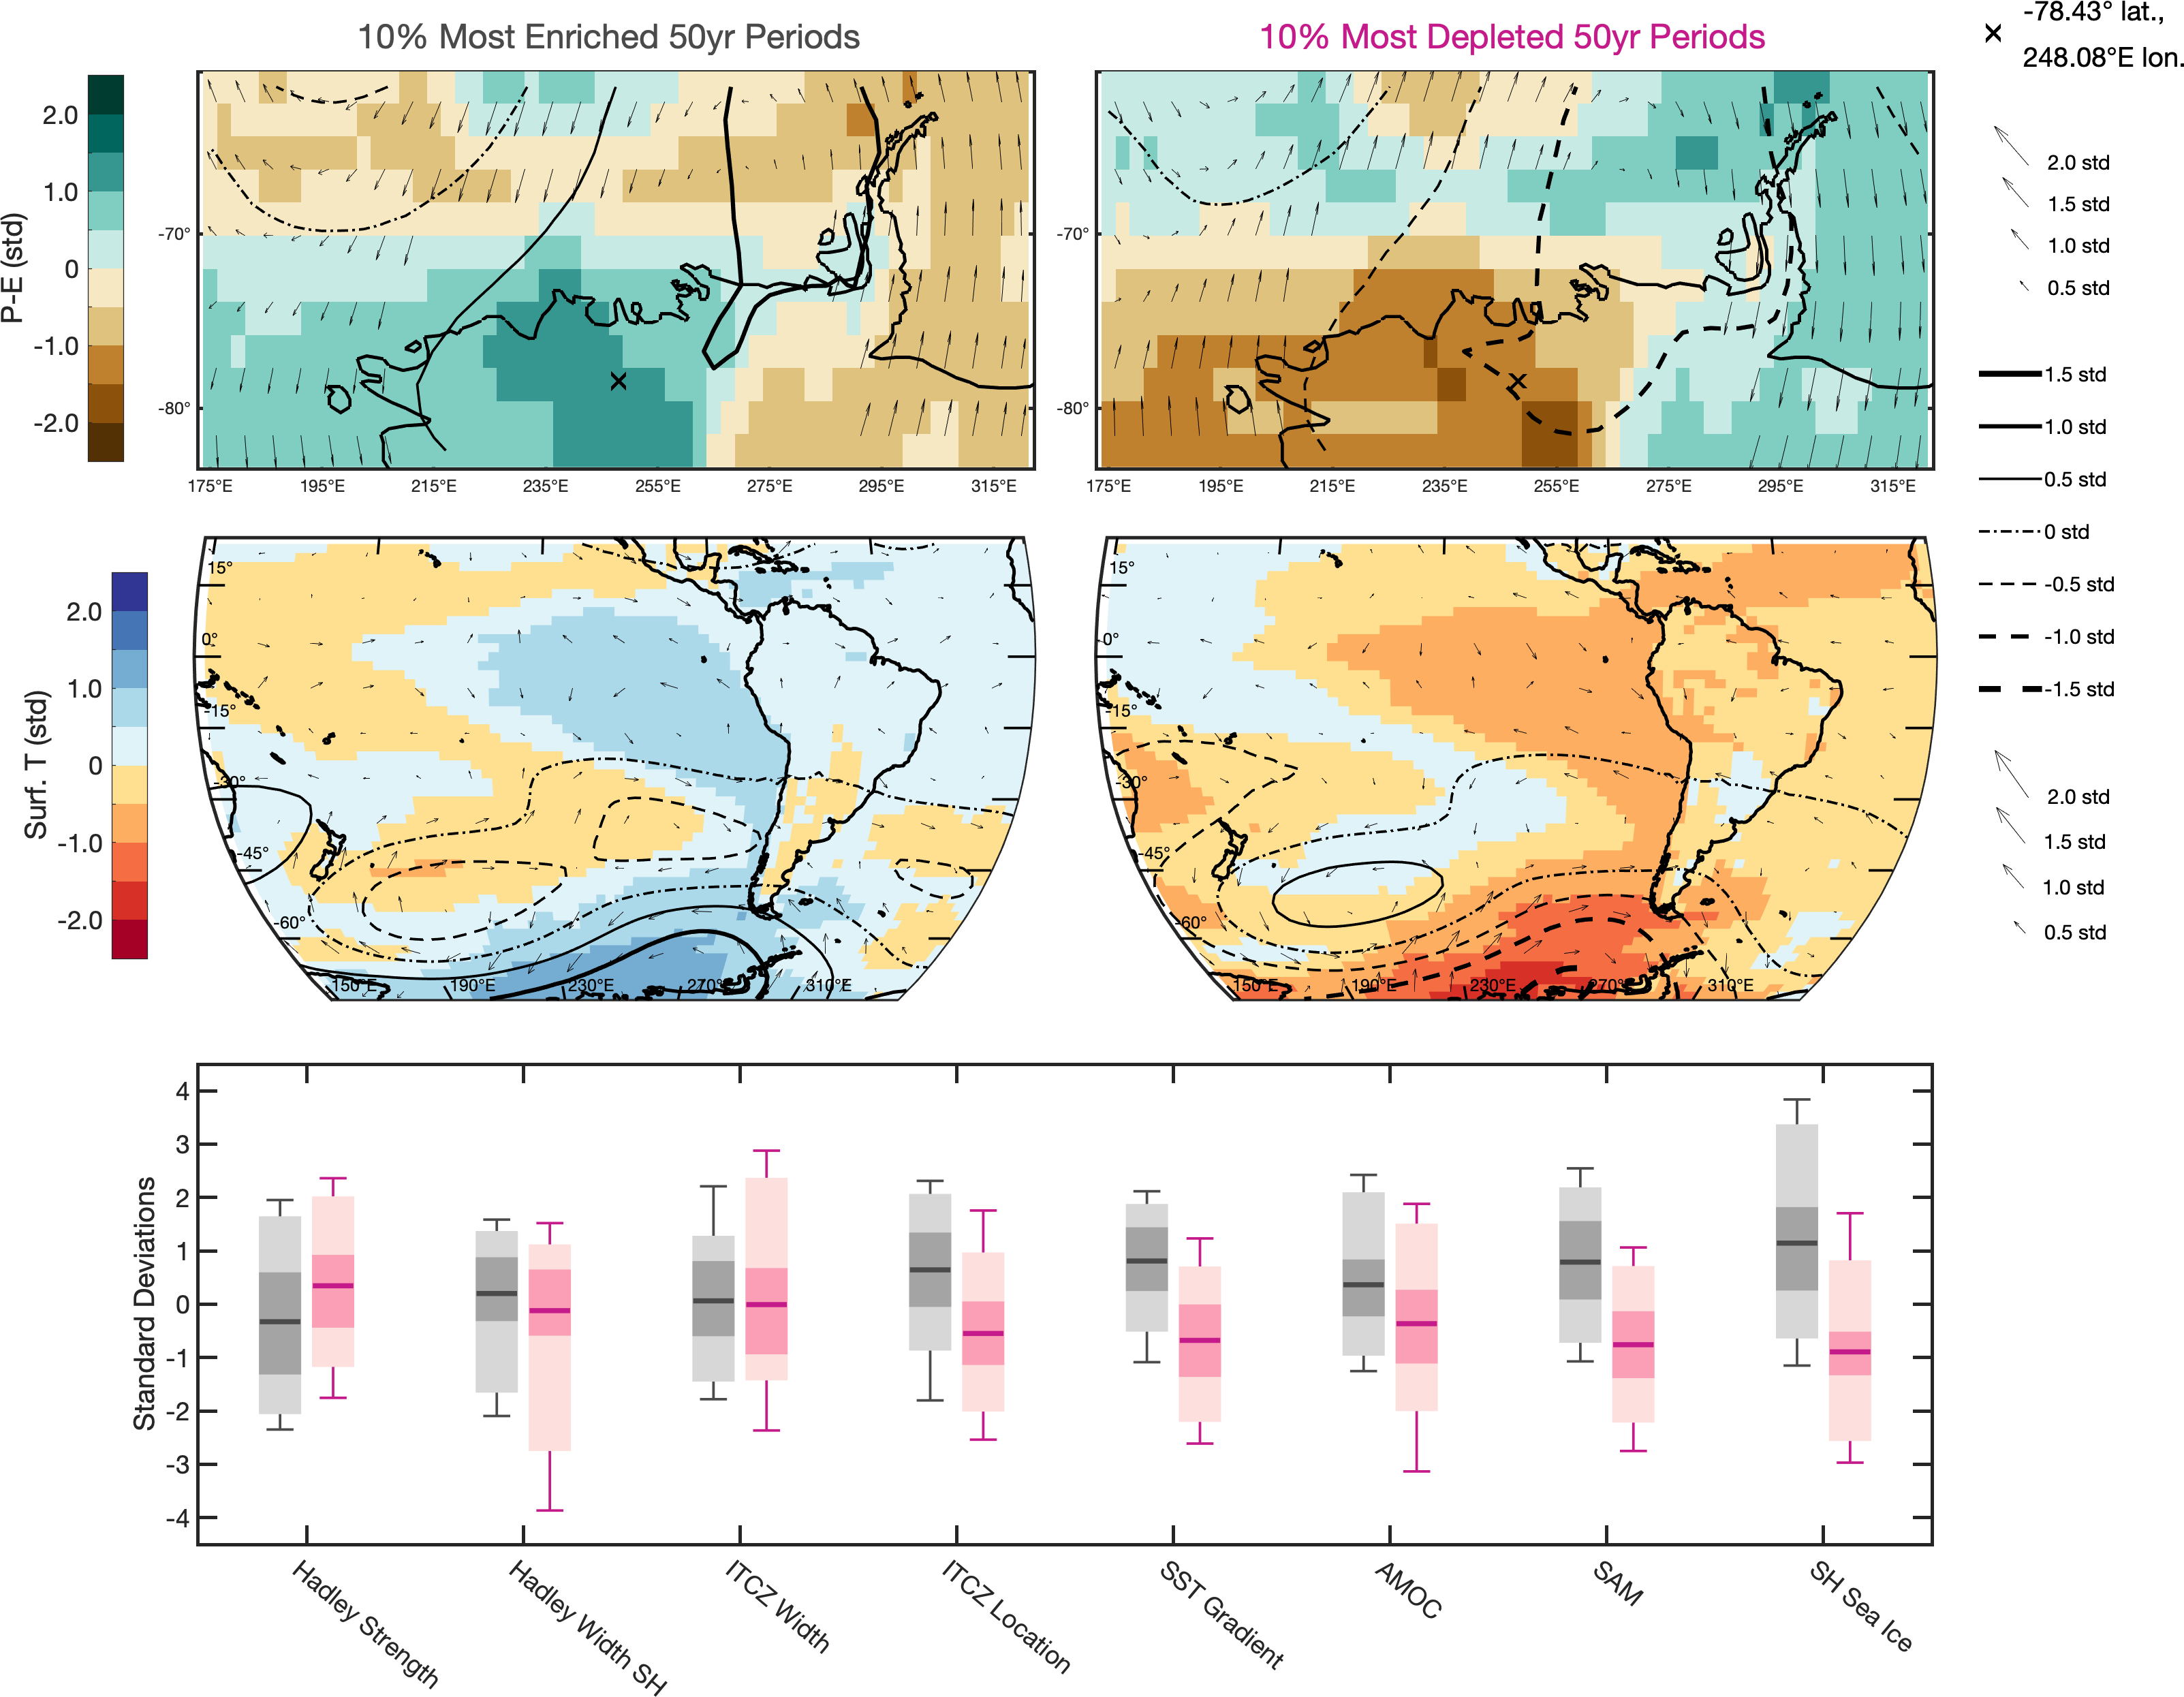 10% Most Enriched 50yr Periods
10% Most Depleted 50yr Periods
-78.43° lat.,
248.08°E lon.
P-E (std)
2.0
1.0
0
-1.0
-2.0
-70°
-80°
175°E 195°E 215°E 235°E 255°E 275°E 295°E 315°E
-70°
-80°
175°E 195°E 215°E 235°E 255°E 275°E 295°E 315°E
2.0 std
1.5 std
1.0 std
0.5 std
1.5 std
1.0 std
0.5 std
0 std
-0.5 std
-1.0 std
-1.5 std
2.0 std
1.5 std
1.0 std
0.5 std
Surf. T (std)
2.0
1.0
0
-1.0
-2.0
15°
0°
-15°
-30°
-45°
-60°
150°E 190°E 230°E 270°E 310°E
15°
0°
-15°
-30°
-45°
-60°
150°E 190°E 230°E 270°E 310°E
Standard Deviations
4
3
2
1
0
-1
-2
-3
-4
Hadley Strength
Hadley Width SH
ITCZ Width
ITCZ Location
SST Gradient
AMOC
SAM
SH Sea Ice